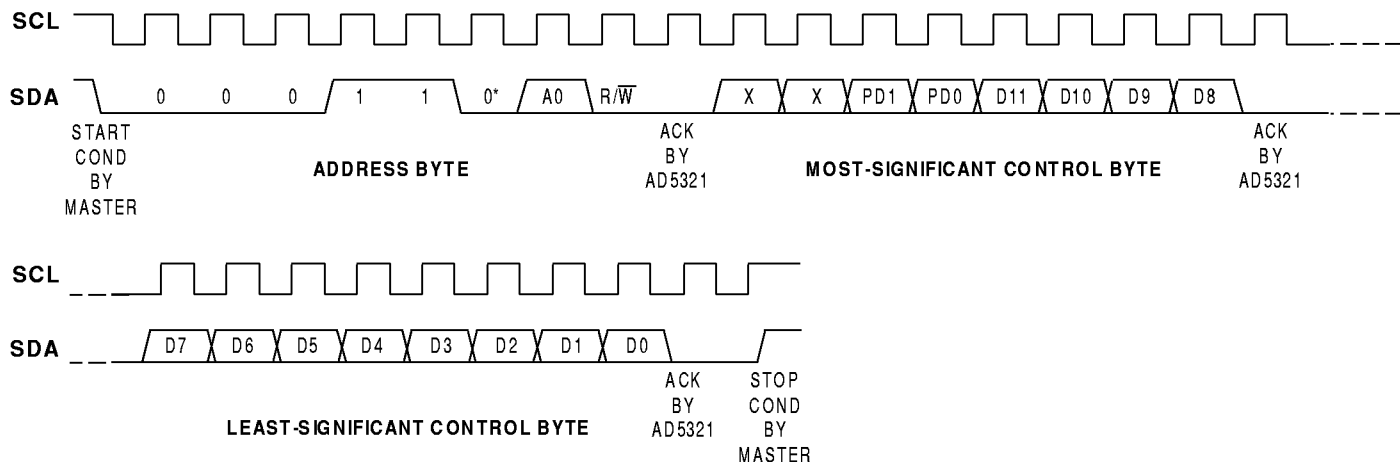 SCL
SDA 0 0 0 1 1 0* A0 R/W̅ X X PD1 PD0 D11 D10 D9 D8
START
COND
BY
MASTER
ADDRESS BYTE
ACK
BY
AD5321
MOST-SIGNIFICANT CONTROL BYTE
ACK
BY
AD5321
SCL
SDA D7 D6 D5 D4 D3 D2 D1 D0
LEAST-SIGNIFICANT CONTROL BYTE
ACK
BY
AD5321
STOP
COND
BY
MASTER